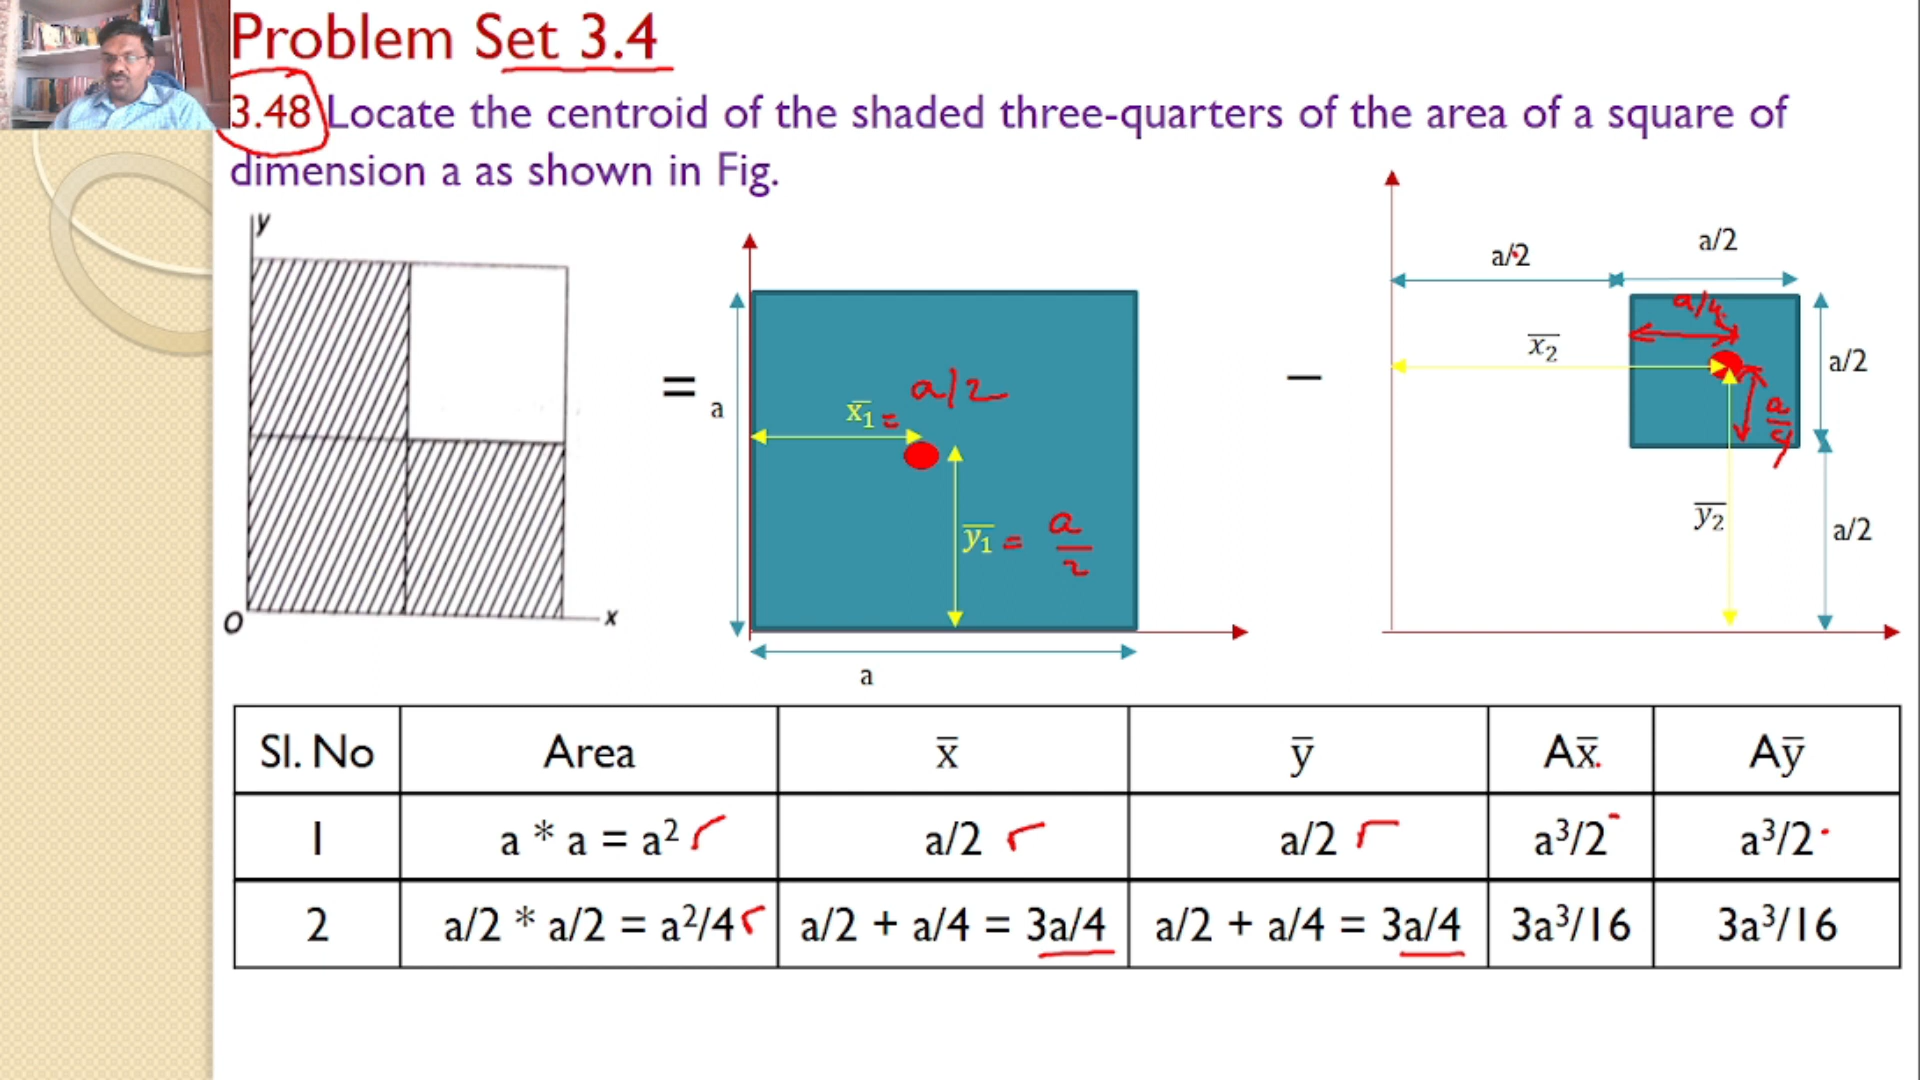 Problem Set 3.4
3.48 Locate the centroid of the shaded three-quarters of the area of a square of
dimension a as shown in Fig.
y
O
x
=
a
x̅₁ = a/2
y̅₁ = a/2
a
−
a/2
a/2
a/4
x̅₂
a/2
a/4
y̅₂
a/2
Sl. No Area x̅ y̅ Ax̅ Ay̅
1 a * a = a² a/2 a/2 a³/2 a³/2
2 a/2 * a/2 = a²/4 a/2 + a/4 = 3a/4 a/2 + a/4 = 3a/4 3a³/16 3a³/16